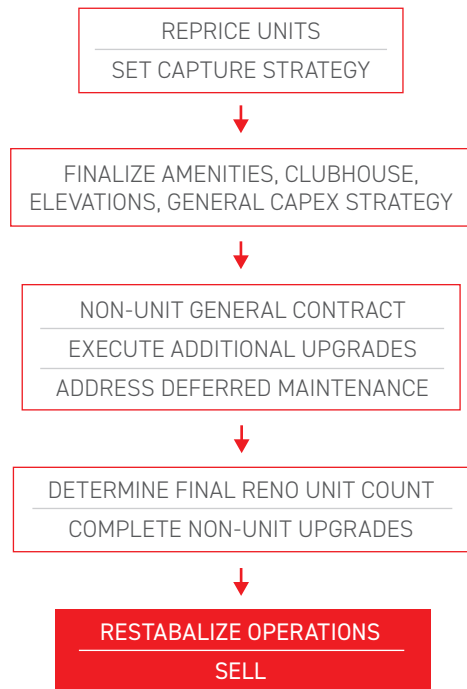 REPRICE UNITS
SET CAPTURE STRATEGY
FINALIZE AMENITIES, CLUBHOUSE,
ELEVATIONS, GENERAL CAPEX STRATEGY
NON-UNIT GENERAL CONTRACT
EXECUTE ADDITIONAL UPGRADES
ADDRESS DEFERRED MAINTENANCE
DETERMINE FINAL RENO UNIT COUNT
COMPLETE NON-UNIT UPGRADES
RESTABALIZE OPERATIONS
SELL